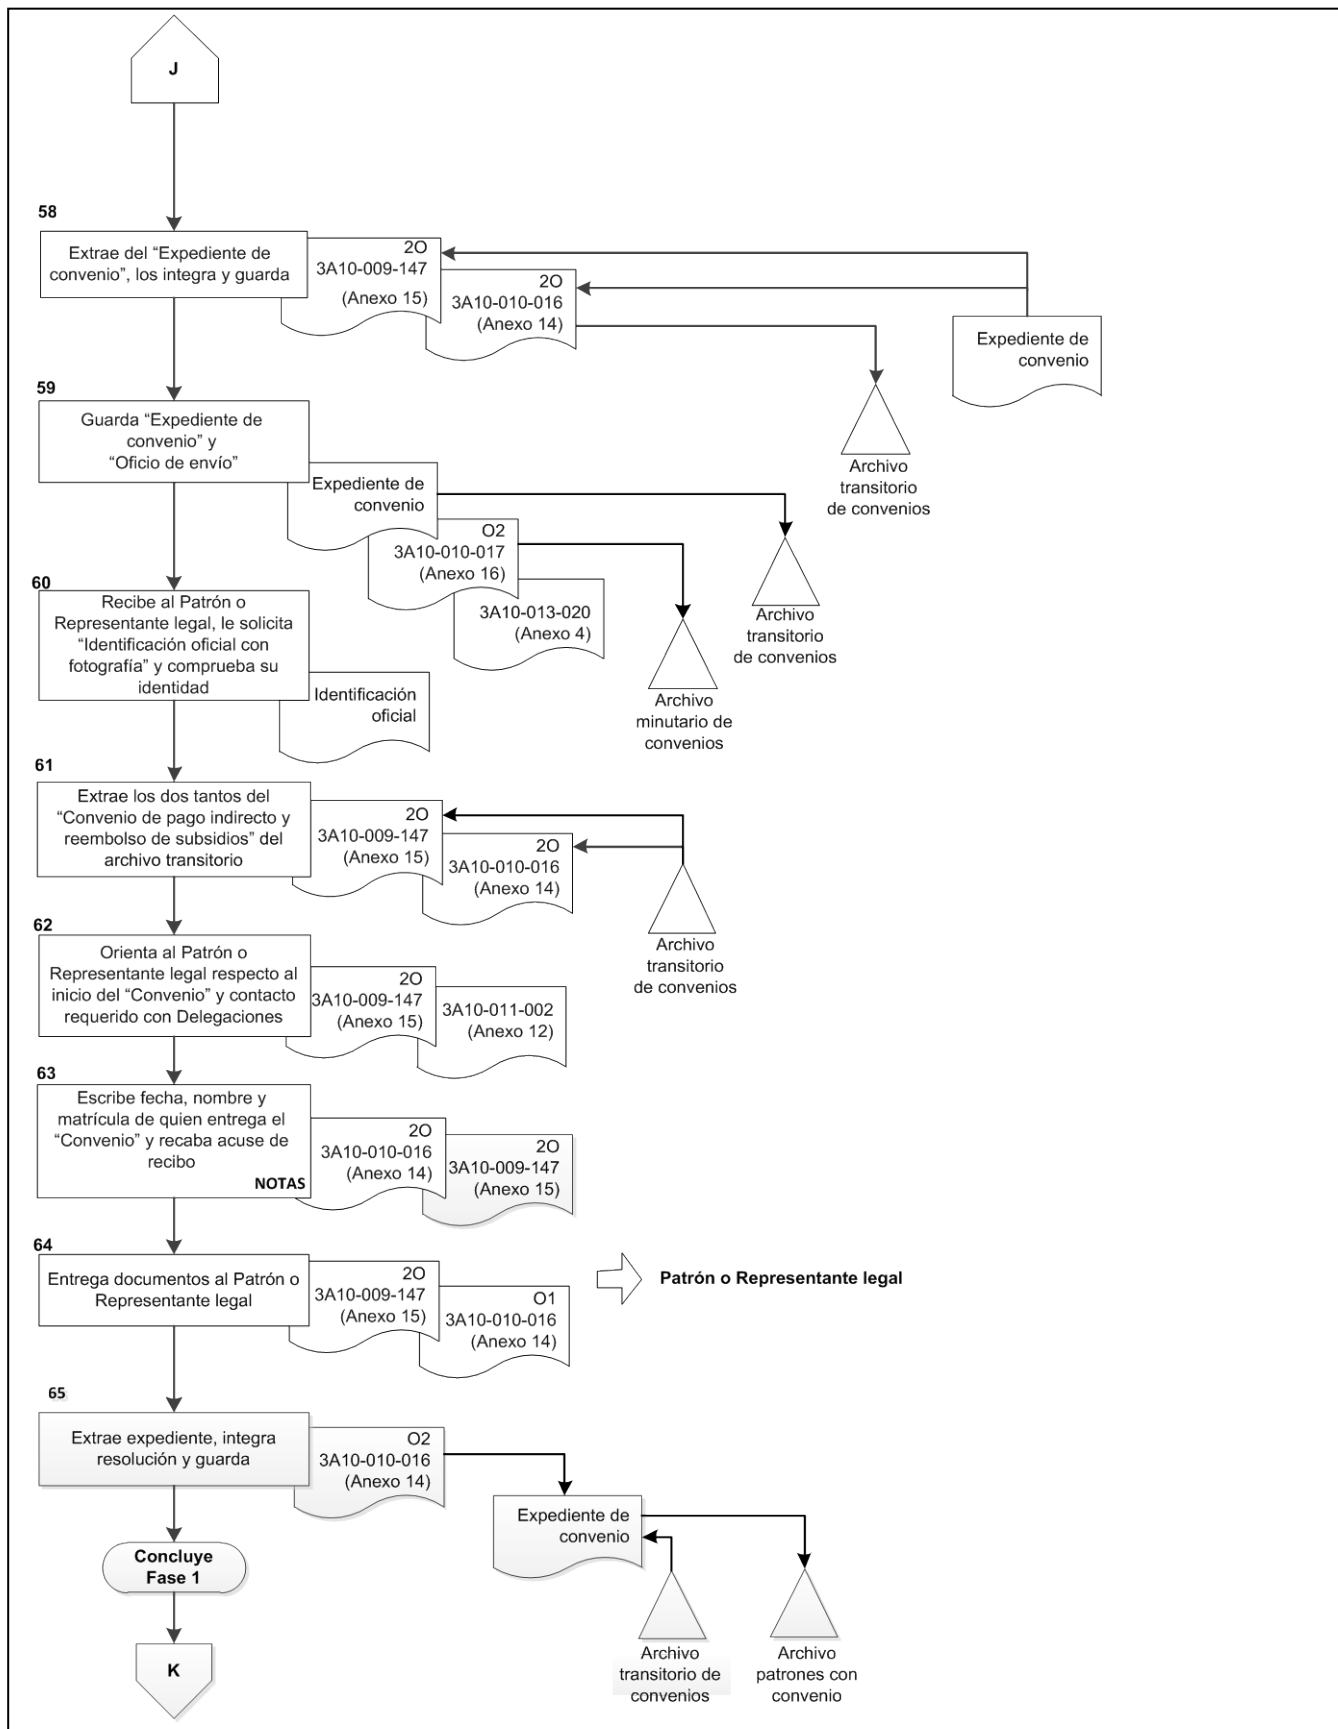 J
58
Extrae del “Expediente de
convenio”, los integra y guarda
2O
3A10-009-147
(Anexo 15)
2O
3A10-010-016
(Anexo 14)
Expediente de
convenio
Archivo
transitorio
de convenios
59
Guarda “Expediente de
convenio” y
“Oficio de envío”
Expediente de
convenio
O2
3A10-010-017
(Anexo 16)
3A10-013-020
(Anexo 4)
Archivo
transitorio
de convenios
Archivo
minutario de
convenios
60
Recibe al Patrón o
Representante legal, le solicita
“Identificación oficial con
fotografía” y comprueba su
identidad
Identificación
oficial
61
Extrae los dos tantos del
“Convenio de pago indirecto y
reembolso de subsidios” del
archivo transitorio
2O
3A10-009-147
(Anexo 15)
2O
3A10-010-016
(Anexo 14)
Archivo
transitorio
de convenios
62
Orienta al Patrón o
Representante legal respecto al
inicio del “Convenio” y contacto
requerido con Delegaciones
2O
3A10-009-147
(Anexo 15)
3A10-011-002
(Anexo 12)
63
Escribe fecha, nombre y
matrícula de quien entrega el
“Convenio” y recaba acuse de
recibo
NOTAS
2O
3A10-010-016
(Anexo 14)
2O
3A10-009-147
(Anexo 15)
64
Entrega documentos al Patrón o
Representante legal
2O
3A10-009-147
(Anexo 15)
O1
3A10-010-016
(Anexo 14)
Patrón o Representante legal
65
Extrae expediente, integra
resolución y guarda
O2
3A10-010-016
(Anexo 14)
Expediente de
convenio
Archivo
transitorio de
convenios
Archivo
patrones con
convenio
Concluye
Fase 1
K